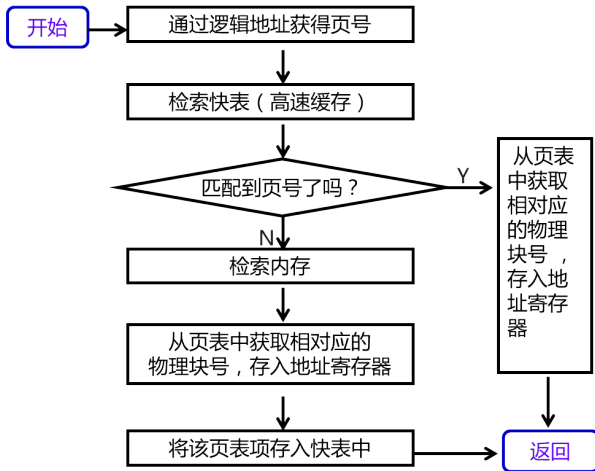 开始
通过逻辑地址获得页号
检索快表（高速缓存）
匹配到页号了吗？
Y
从页表
中获取
相对应
的物理
块号，
存入地
址寄存
器
N
检索内存
从页表中获取相对应的
物理块号，存入地址寄存器
将该页表项存入快表中
返回